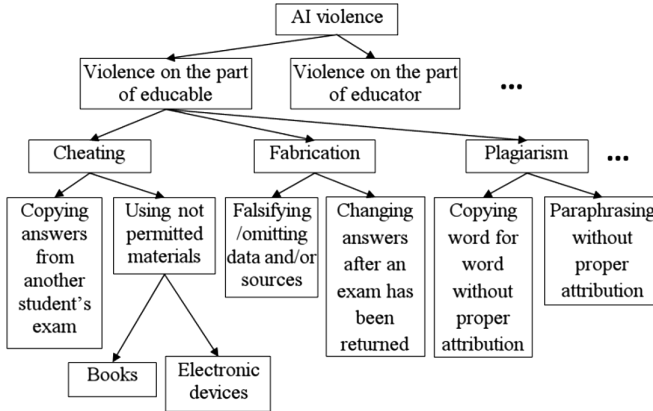 AI violence
Violence on the part
of educable
Violence on the part
of educator
...
Cheating
Fabrication
Plagiarism
...
Copying
answers
from
another
student's
exam
Using not
permitted
materials
Falsifying
/omitting
data and/or
sources
Changing
answers
after an
exam has
been
returned
Copying
word for
word
without
proper
attribution
Paraphrasing
without
proper
attribution
Books
Electronic
devices